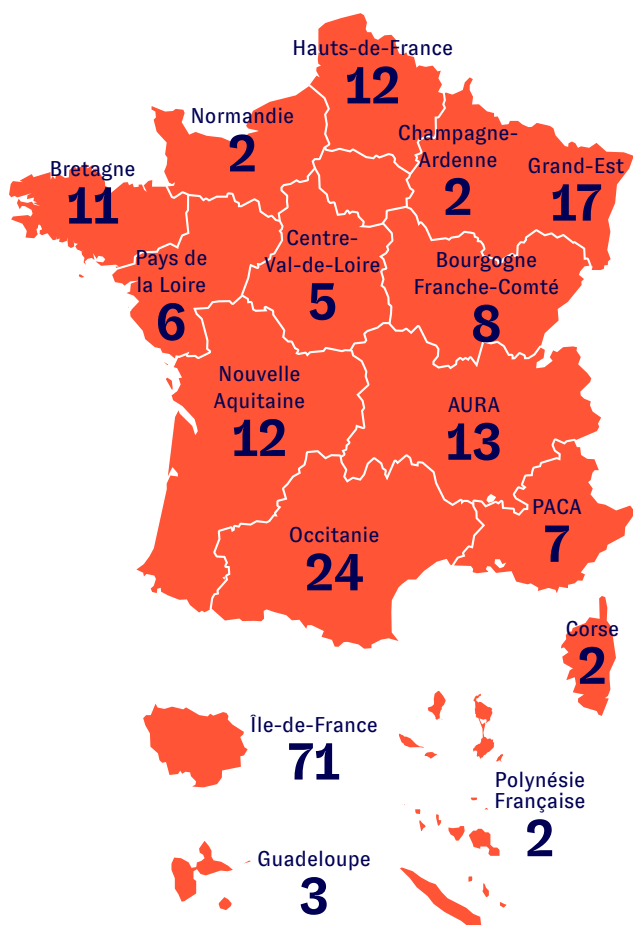 Hauts-de-France
12
Normandie
2
Champagne-
Ardenne
2
Grand-Est
17
Bretagne
11
Centre-
Val-de-Loire
5
Pays de
la Loire
6
Bourgogne
Franche-Comté
8
Nouvelle
Aquitaine
12
AURA
13
PACA
7
Occitanie
24
Corse
2
Île-de-France
71
Polynésie
Française
2
Guadeloupe
3